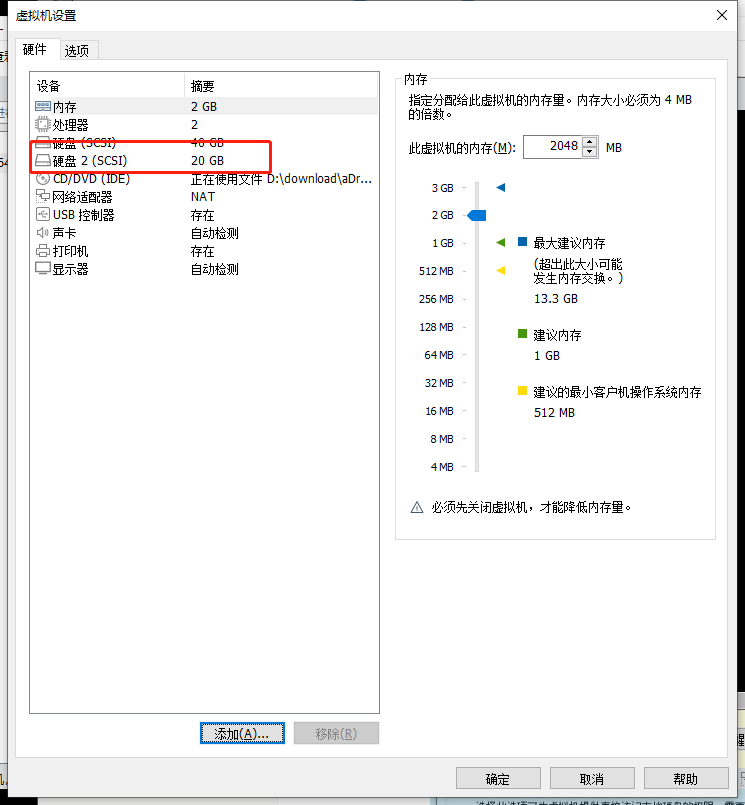 虚拟机设置
硬件 选项
设备 摘要
内存 2 GB
处理器 2
硬盘 (SCSI) 40 GB
硬盘 2 (SCSI) 20 GB
CD/DVD (IDE) 正在使用文件 D:\download\aDr...
网络适配器 NAT
USB 控制器 存在
声卡 自动检测
打印机 存在
显示器 自动检测
添加(A)... 移除(R)
内存
指定分配给此虚拟机的内存量。内存大小必须为 4 MB
的倍数。
此虚拟机的内存(M): 2048 MB
3 GB
2 GB
1 GB
512 MB
256 MB
128 MB
64 MB
32 MB
16 MB
8 MB
4 MB
最大建议内存
(超出此大小可能
发生内存交换。)
13.3 GB
建议内存
1 GB
建议的最小客户机操作系统内存
512 MB
必须先关闭虚拟机，才能降低内存量。
确定 取消 帮助